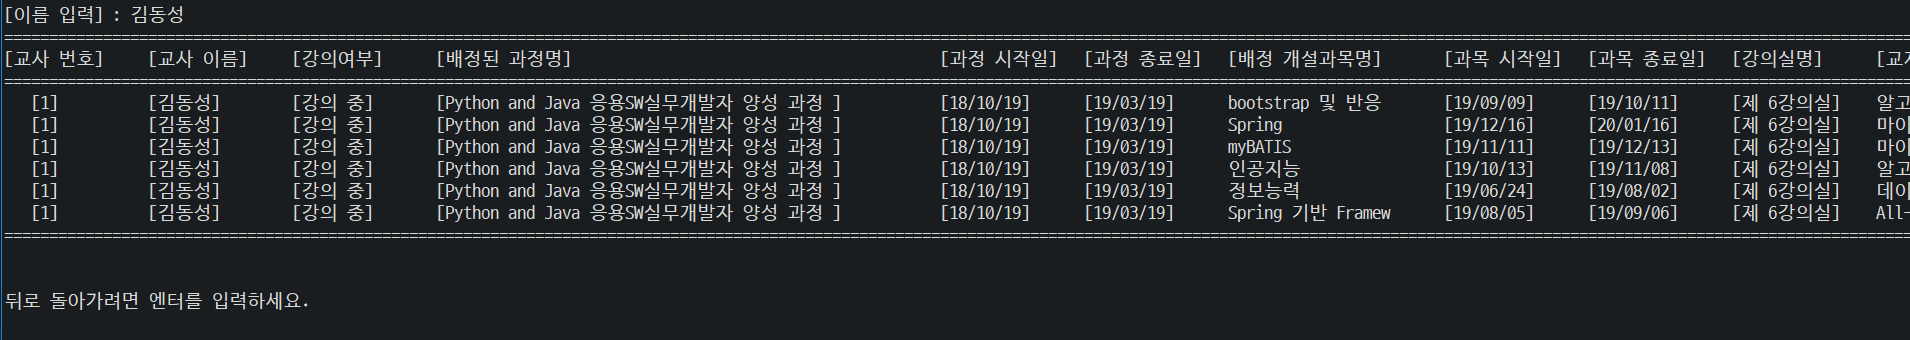 [이름 입력] : 김동성
[교사 번호] [교사 이름] [강의여부] [배정된 과정명] [과정 시작일] [과정 종료일] [배정 개설과목명] [과목 시작일] [과목 종료일] [강의실명]
[1] [김동성] [강의 중] [Python and Java 응용SW실무개발자 양성 과정 ] [18/10/19] [19/03/19] bootstrap 및 반응 [19/09/09] [19/10/11] [제 6강의실] 알고
[1] [김동성] [강의 중] [Python and Java 응용SW실무개발자 양성 과정 ] [18/10/19] [19/03/19] Spring [19/12/16] [20/01/16] [제 6강의실] 마이
[1] [김동성] [강의 중] [Python and Java 응용SW실무개발자 양성 과정 ] [18/10/19] [19/03/19] myBATIS [19/11/11] [19/12/13] [제 6강의실] 마이
[1] [김동성] [강의 중] [Python and Java 응용SW실무개발자 양성 과정 ] [18/10/19] [19/03/19] 인공지능 [19/10/13] [19/11/08] [제 6강의실] 알고
[1] [김동성] [강의 중] [Python and Java 응용SW실무개발자 양성 과정 ] [18/10/19] [19/03/19] 정보능력 [19/06/24] [19/08/02] [제 6강의실] 데이
[1] [김동성] [강의 중] [Python and Java 응용SW실무개발자 양성 과정 ] [18/10/19] [19/03/19] Spring 기반 Framew [19/08/05] [19/09/06] [제 6강의실] All-
뒤로 돌아가려면 엔터를 입력하세요.